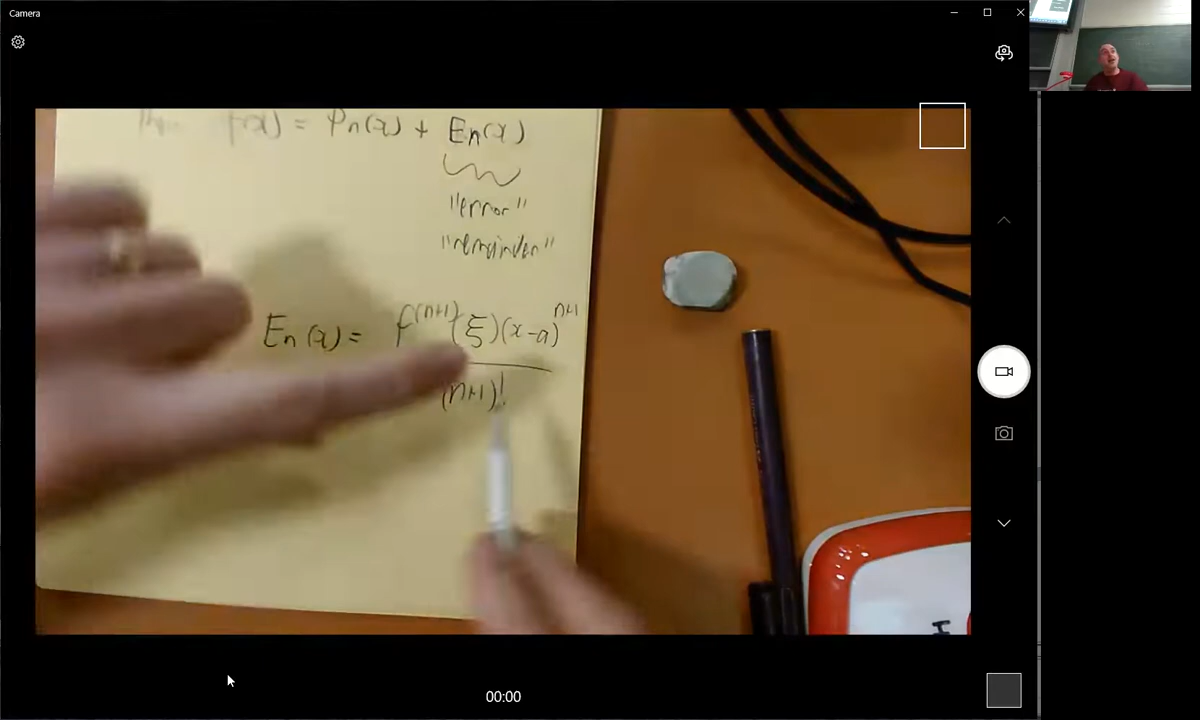 Camera
f(x) = Pn(x) + En(x)
"error"
"remainder"
En(x) = f^(n+1)(ξ)(x-a)^n+1
(n+1)!
H
00:00